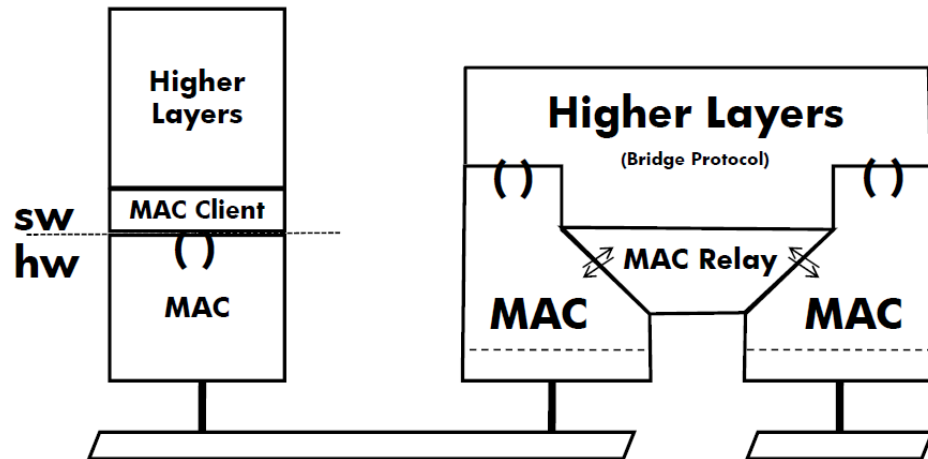 Higher
Layers
MAC Client
sw
hw
( )
MAC
Higher Layers
(Bridge Protocol)
( )
( )
MAC Relay
MAC
MAC